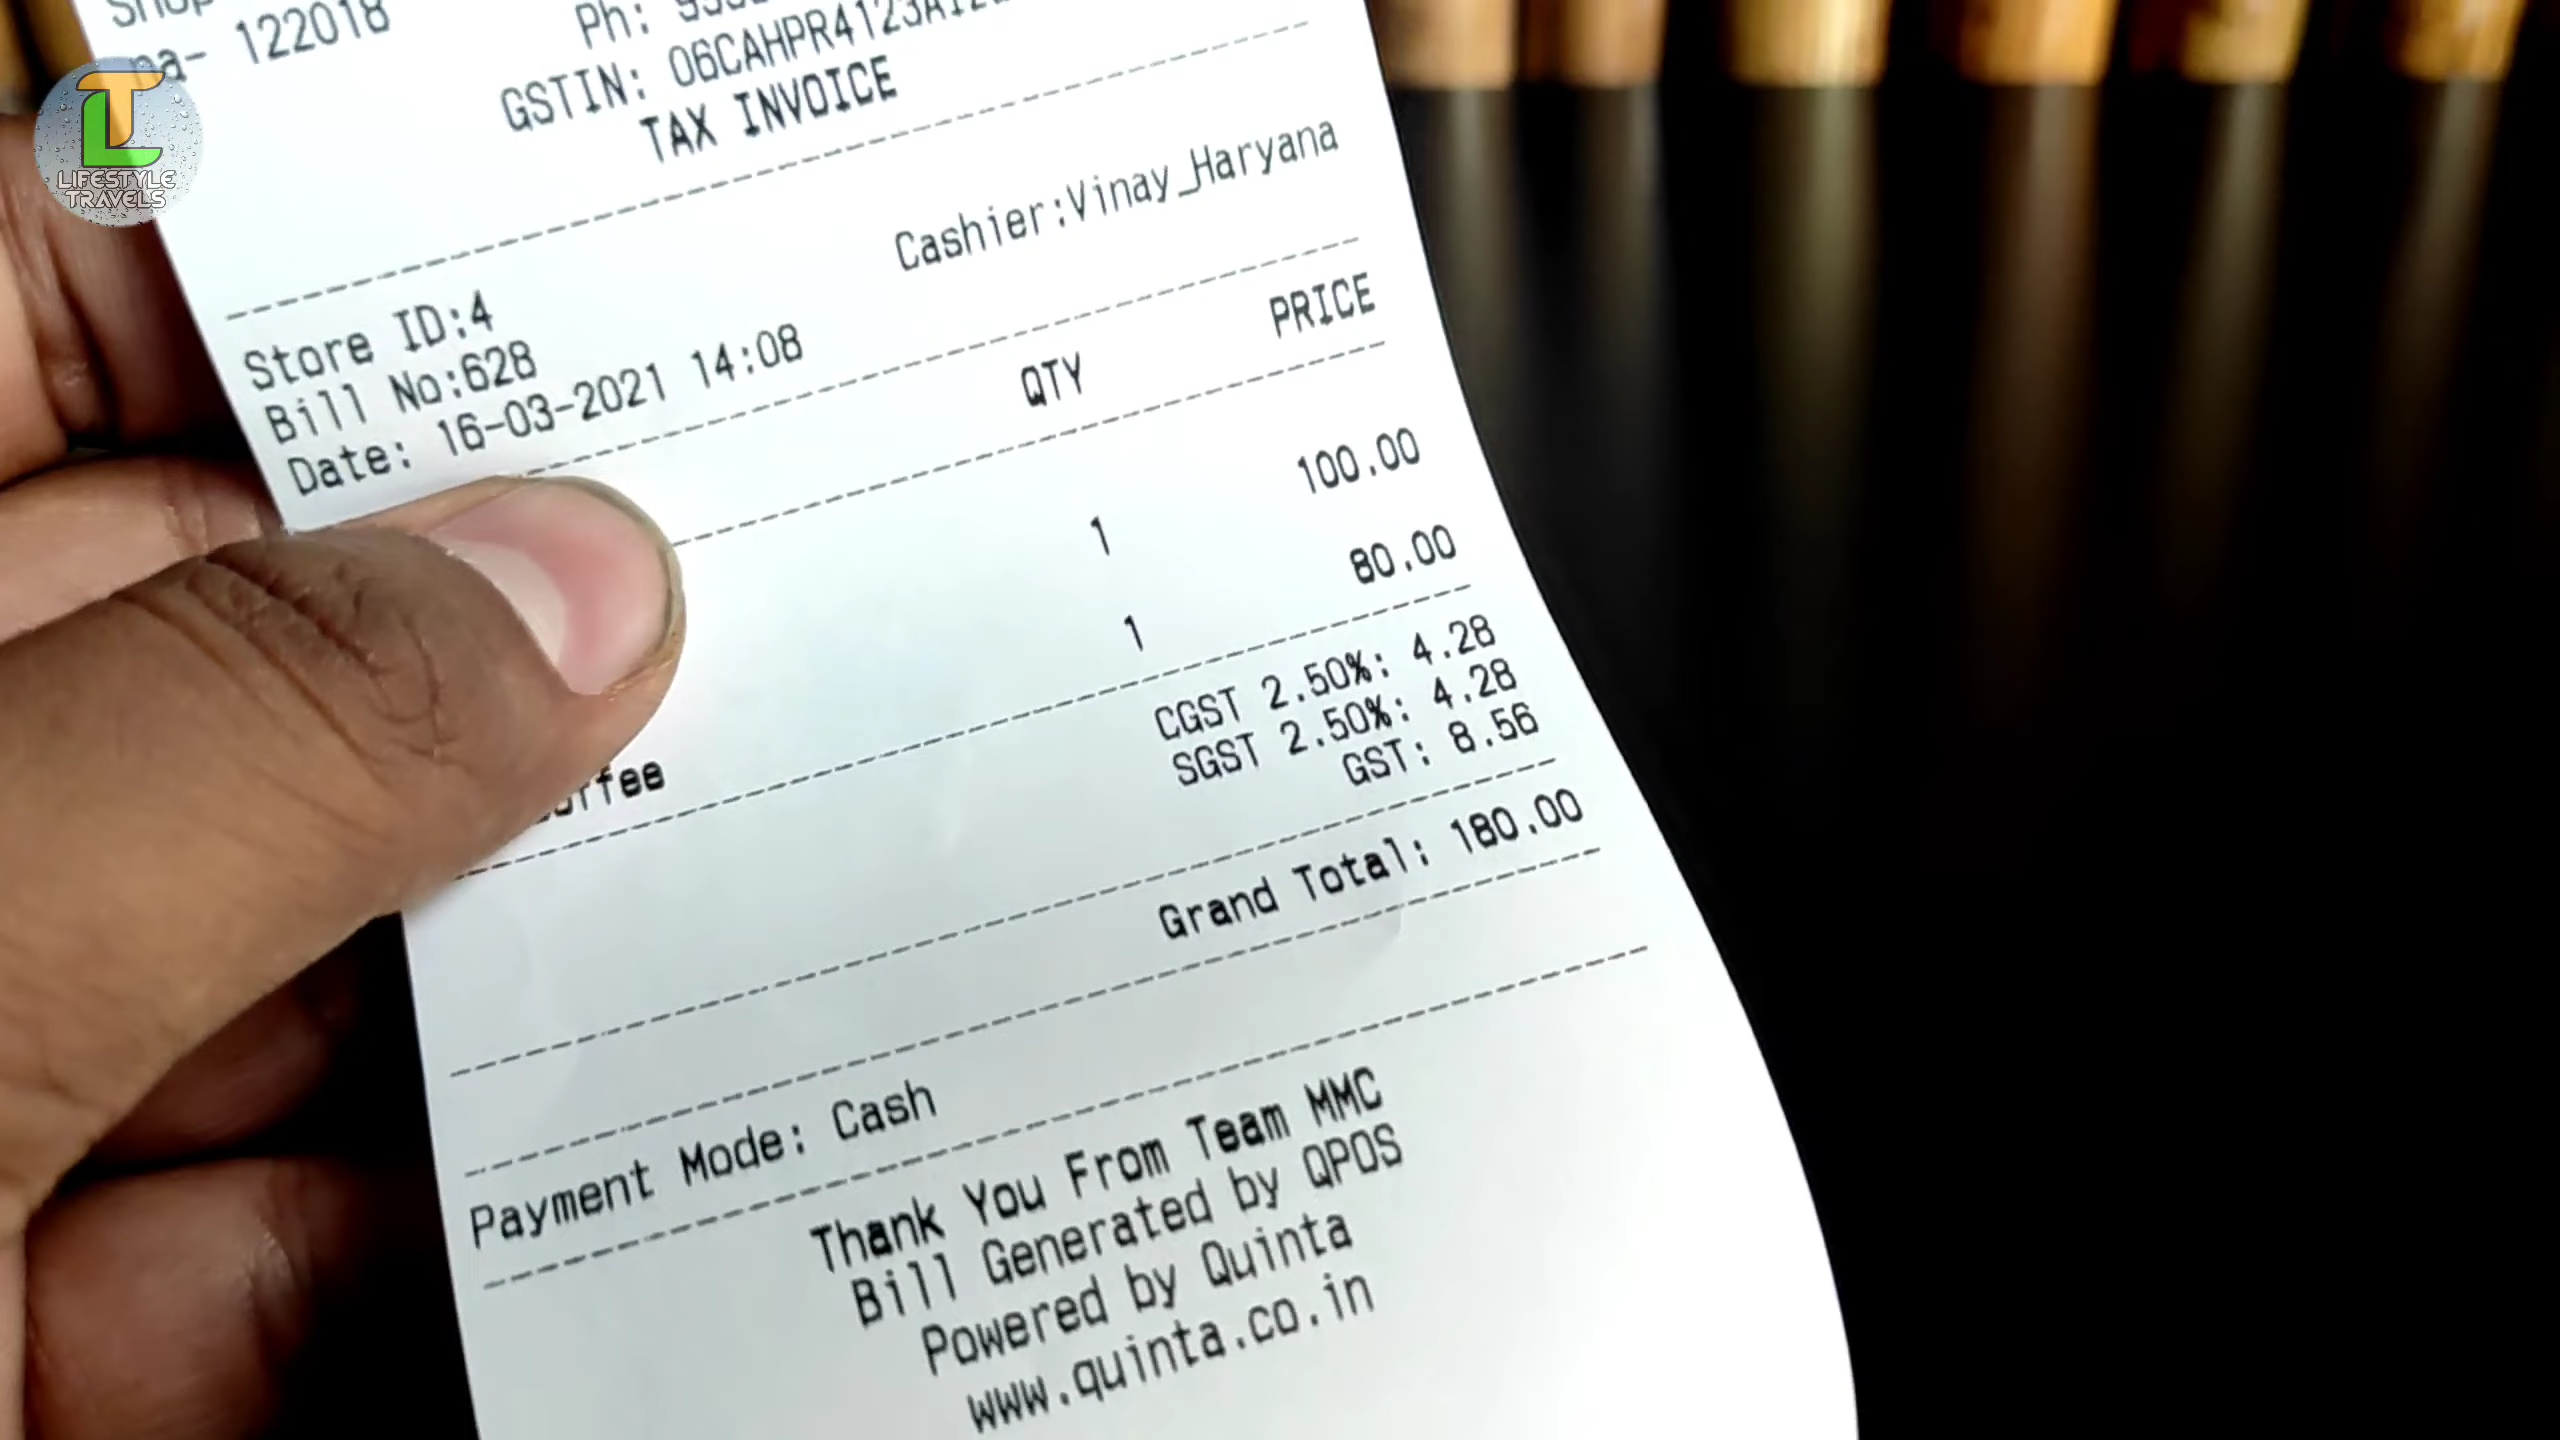 122018
Ph:
GSTIN:
TAX INVOICE
LIFESTYLE
TRAVELS
Cashier:Vinay_Haryana
Store ID:4
Bill No:628
Date: 16-03-2021 14:08
QTY PRICE
1 100.00
1 80.00
CGST 2.50%: 4.28
SGST 2.50%: 4.28
GST: 8.56
Grand Total: 180.00
Payment Mode: Cash
Thank You From Team MMC
Bill Generated by QPOS
Powered by Quinta
www.quinta.co.in